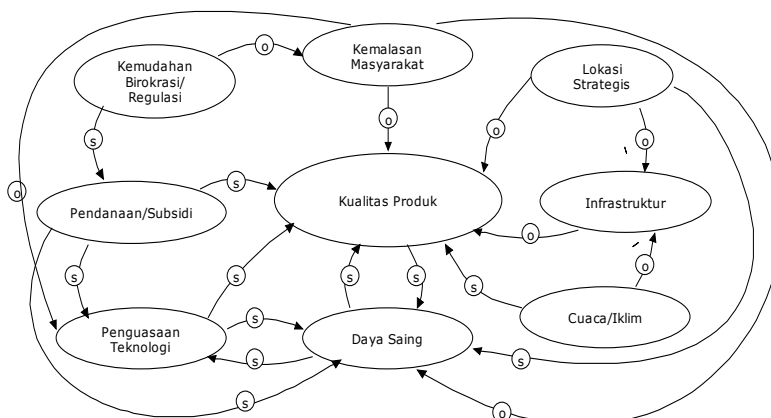 Kemalasan
Masyarakat
Kemudahan
Birokrasi/
Regulasi
Lokasi
Strategis
o
o
o
o
s
o
s
s
Pendanaan/Subsidi
Kualitas Produk
Infrastruktur
o
o
s
s
s
s
s
o
s
Cuaca/Iklim
Penguasaan
Teknologi
s
s
Daya Saing
s
s
o